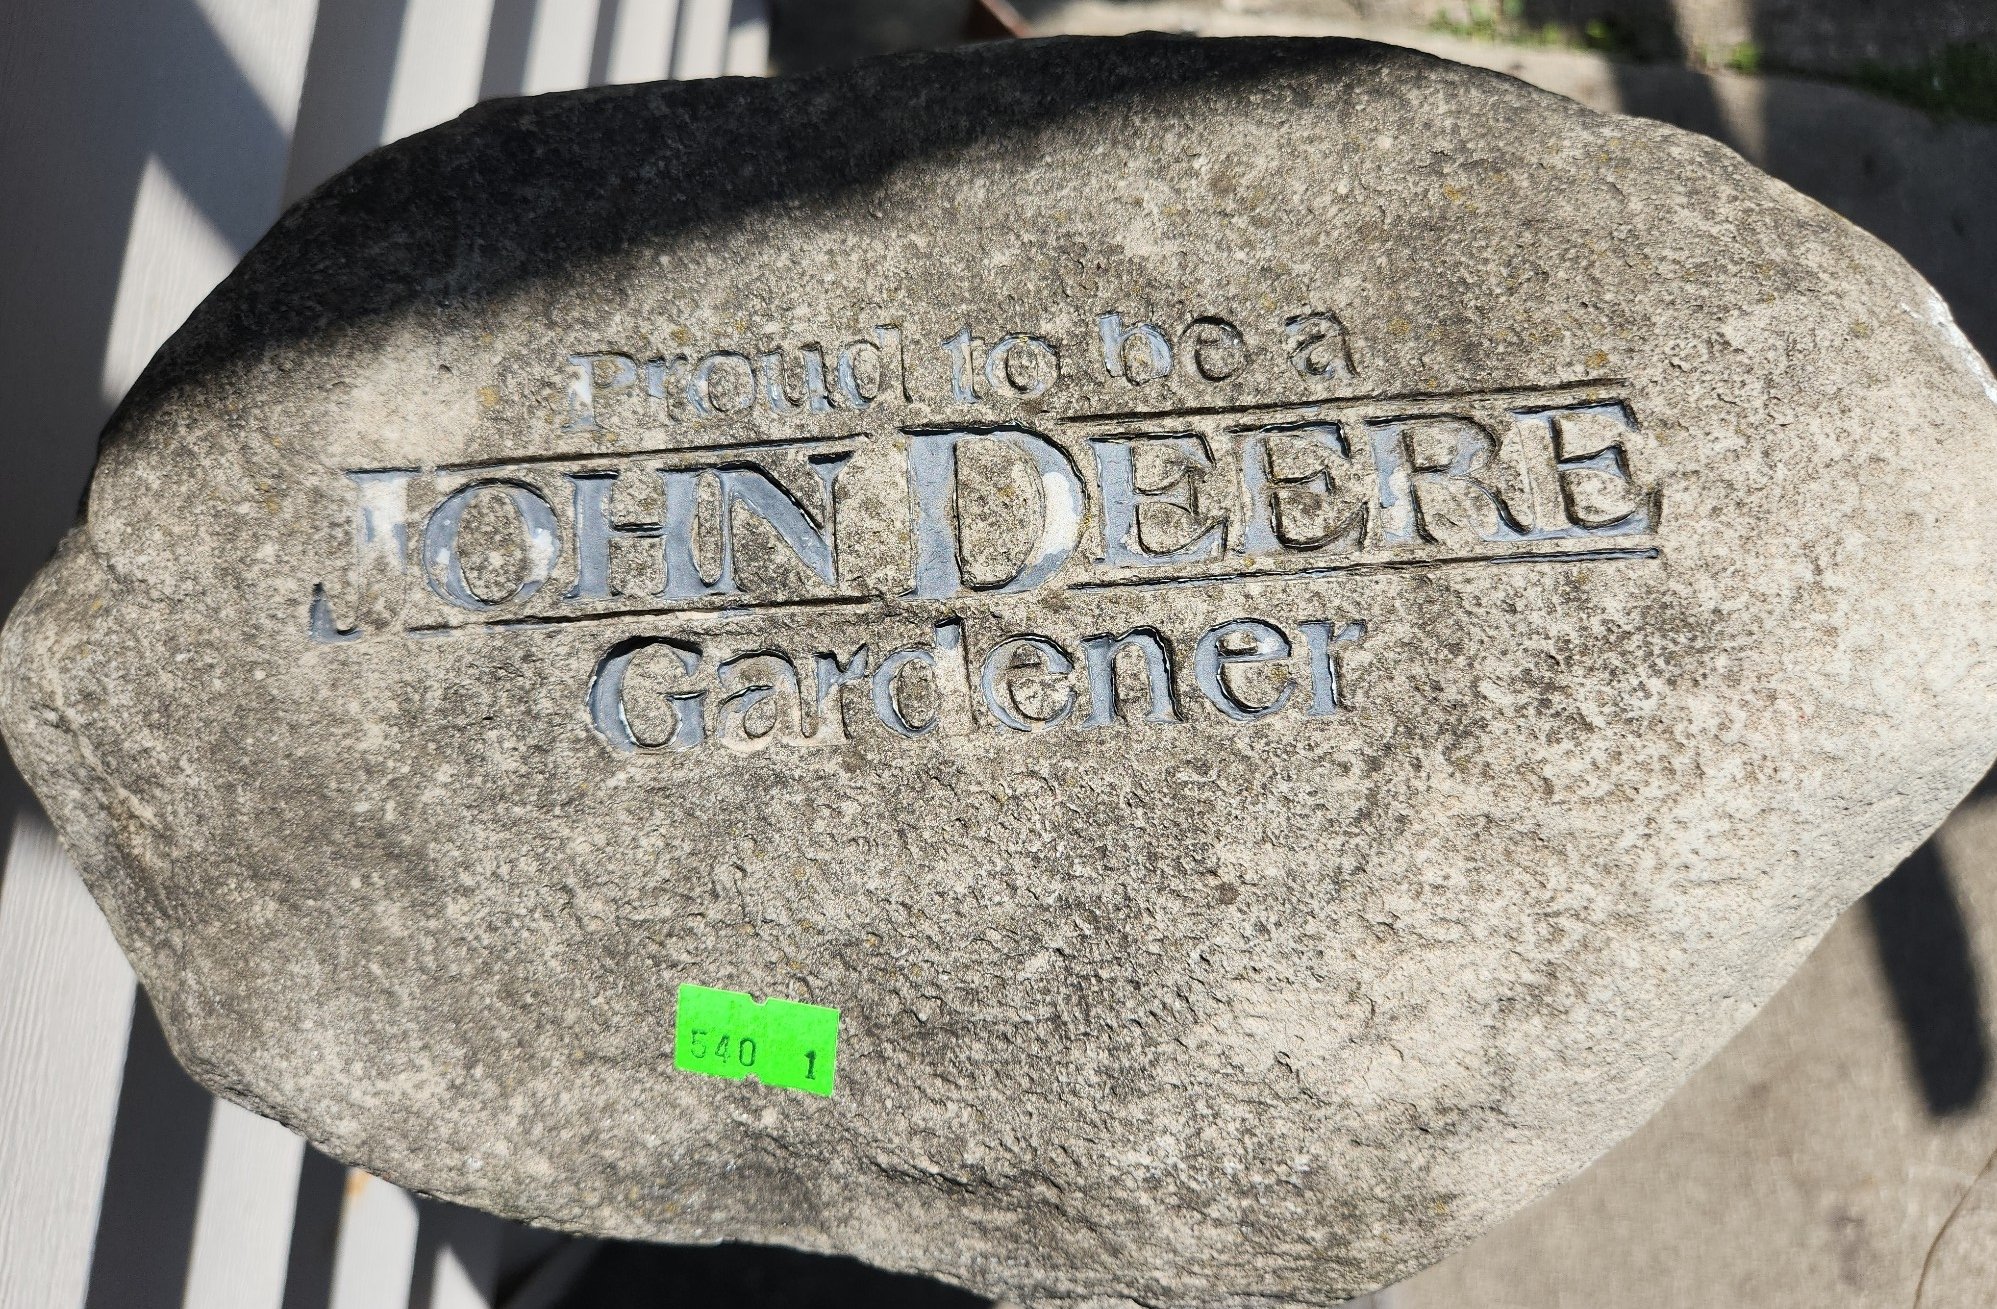 Proud to be a
JOHN DEERE
Gardener
540 1